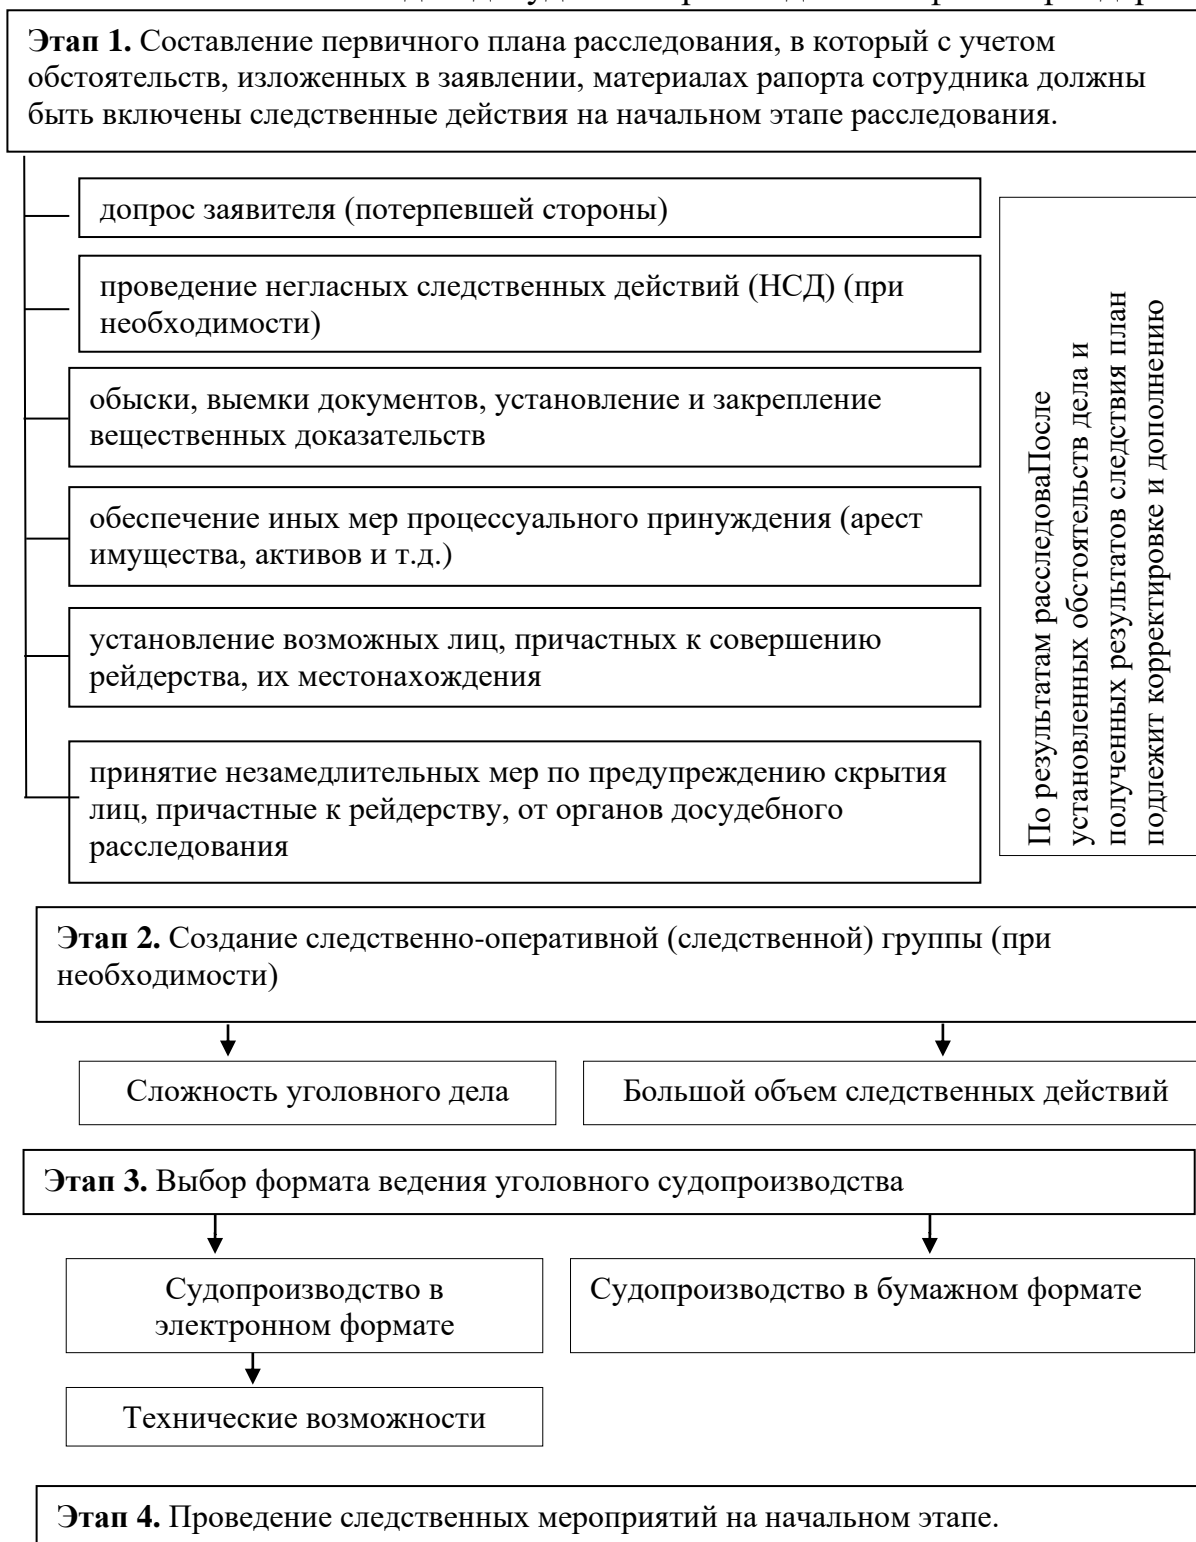 Этап 1. Составление первичного плана расследования, в который с учетом
обстоятельств, изложенных в заявлении, материалах рапорта сотрудника должны
быть включены следственные действия на начальном этапе расследования.
допрос заявителя (потерпевшей стороны)
проведение негласных следственных действий (НСД) (при
необходимости)
обыски, выемки документов, установление и закрепление
вещественных доказательств
обеспечение иных мер процессуального принуждения (арест
имущества, активов и т.д.)
установление возможных лиц, причастных к совершению
рейдерства, их местонахождения
принятие незамедлительных мер по предупреждению скрытия
лиц, причастные к рейдерству, от органов досудебного
расследования
По результатам расследоваПосле
установленных обстоятельств дела и
полученных результатов следствия план
подлежит корректировке и дополнению
Этап 2. Создание следственно-оперативной (следственной) группы (при
необходимости)
Сложность уголовного дела
Большой объем следственных действий
Этап 3. Выбор формата ведения уголовного судопроизводства
Судопроизводство в
электронном формате
Судопроизводство в бумажном формате
Технические возможности
Этап 4. Проведение следственных мероприятий на начальном этапе.